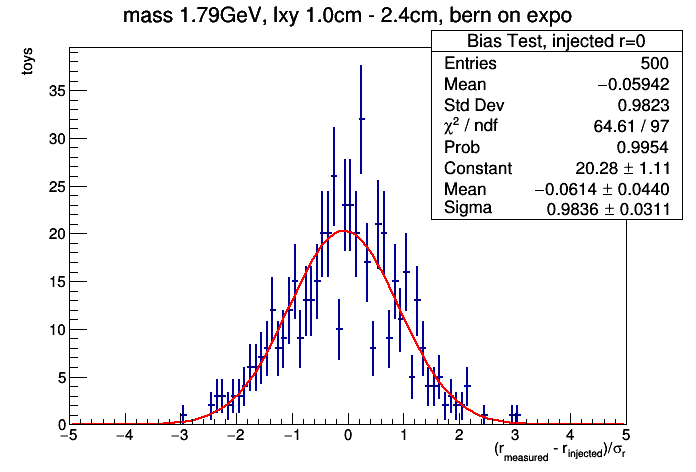 mass 1.79GeV, lxy 1.0cm - 2.4cm, bern on expo
Bias Test, injected r=0
Entries 500
Mean −0.05942
Std Dev 0.9823
χ² / ndf 64.61 / 97
Prob 0.9954
Constant 20.28 ± 1.11
Mean −0.0614 ± 0.0440
Sigma 0.9836 ± 0.0311
toys
35
30
25
20
15
10
5
0
−5 −4 −3 −2 −1 0 1 2 3 4 5
(r_measured - r_injected)/σ_r